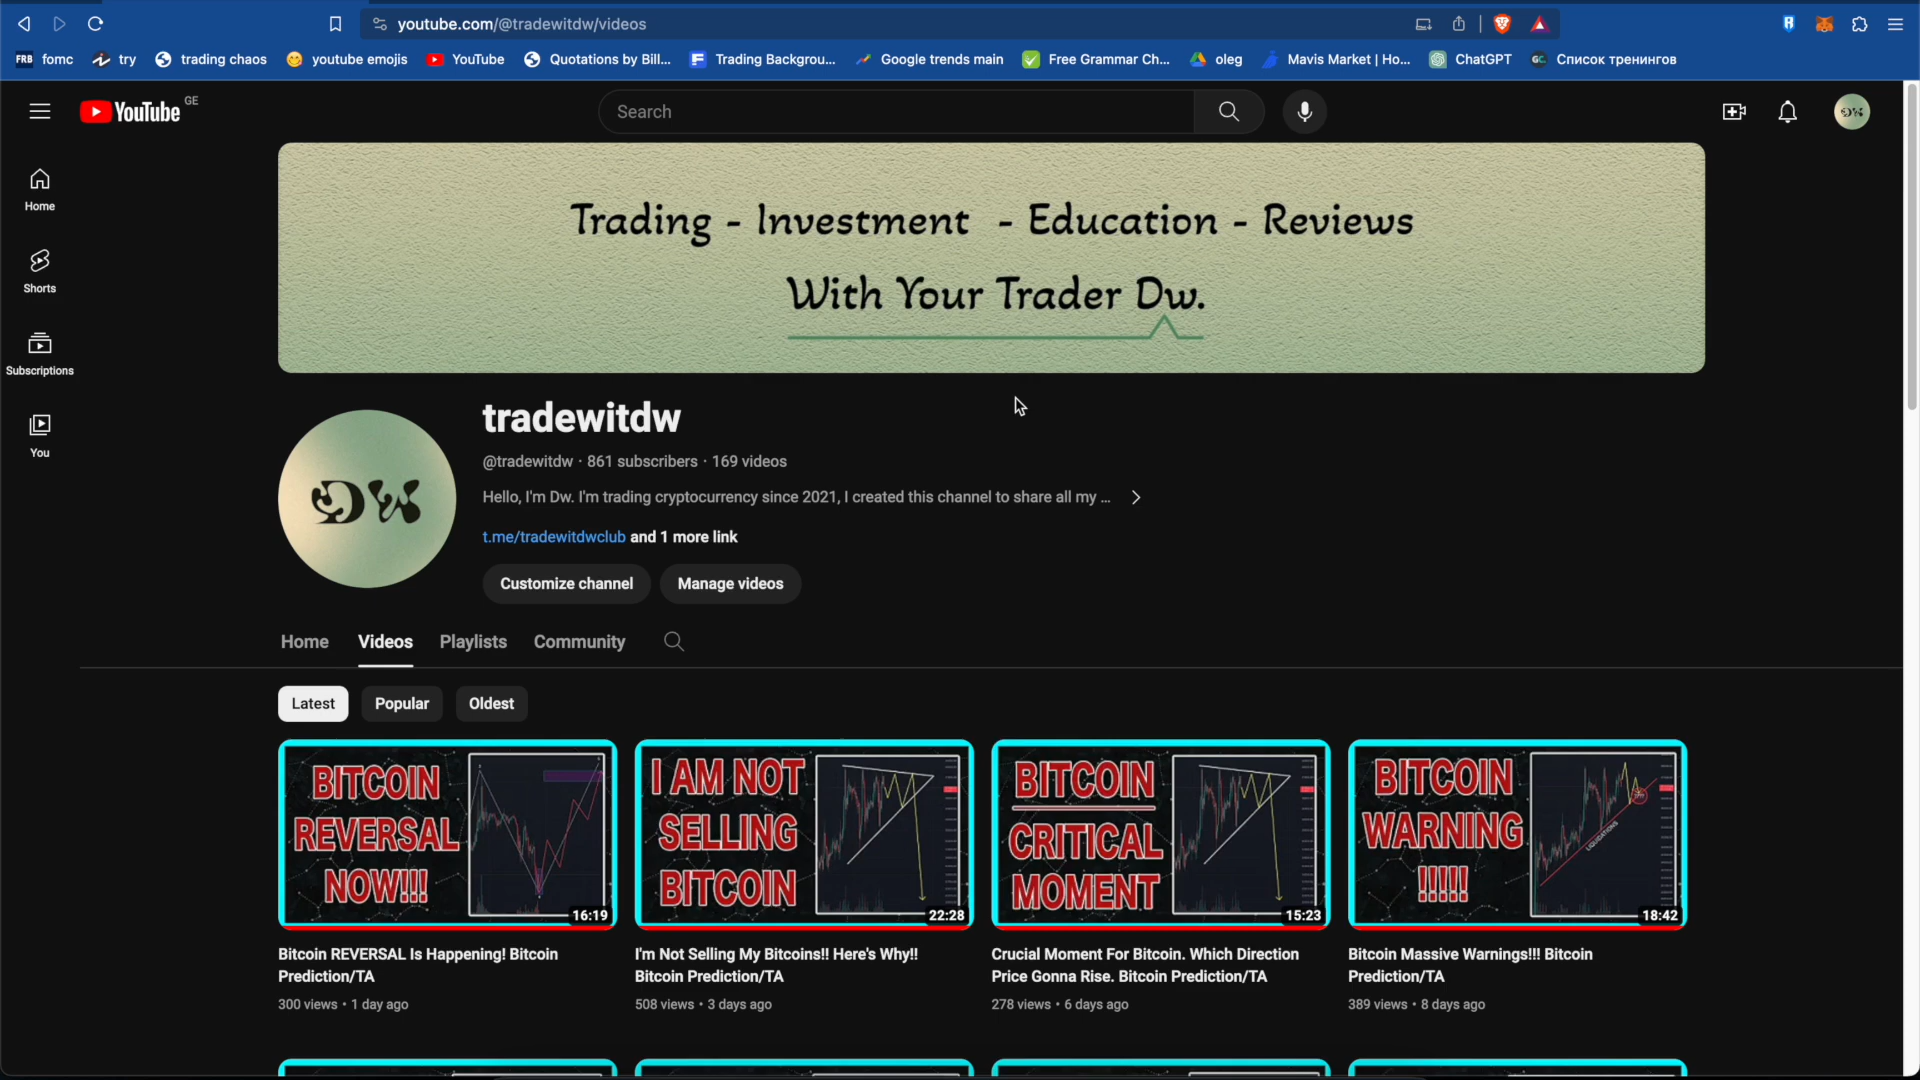 youtube.com/@tradewitdw/videos
FRB fomc
try
trading chaos
youtube emojis
YouTube
Quotations by Bill...
Trading Backgrou...
Google trends main
Free Grammar Ch...
oleg
Mavis Market | Ho...
ChatGPT
GC Список тренингов
YouTube GE
Search
DW
Home
Shorts
Subscriptions
You
Trading - Investment - Education - Reviews
With Your Trader Dw.
DW
tradewitdw
@tradewitdw · 861 subscribers · 169 videos
Hello, I'm Dw. I'm trading cryptocurrency since 2021, I created this channel to share all my ...
t.me/tradewitdwclub and 1 more link
Customize channel
Manage videos
Home
Videos
Playlists
Community
Latest
Popular
Oldest
BITCOIN
REVERSAL
NOW!!!
16:19
I AM NOT
SELLING
BITCOIN
22:28
BITCOIN
CRITICAL
MOMENT
15:23
BITCOIN
WARNING
!!!!!
LIQUIDATIONS
18:42
Bitcoin REVERSAL Is Happening! Bitcoin
Prediction/TA
300 views · 1 day ago
I'm Not Selling My Bitcoins!! Here's Why!!
Bitcoin Prediction/TA
508 views · 3 days ago
Crucial Moment For Bitcoin. Which Direction
Price Gonna Rise. Bitcoin Prediction/TA
278 views · 6 days ago
Bitcoin Massive Warnings!!! Bitcoin
Prediction/TA
389 views · 8 days ago